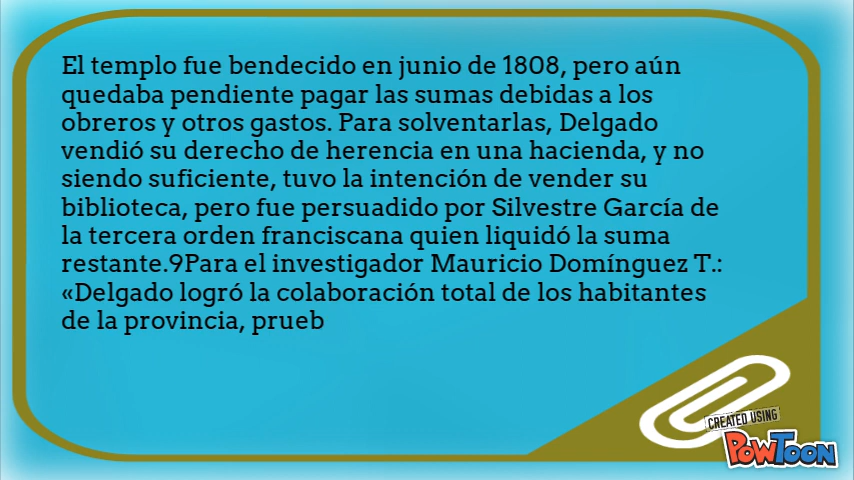 El templo fue bendecido en junio de 1808, pero aún
quedaba pendiente pagar las sumas debidas a los
obreros y otros gastos. Para solventarlas, Delgado
vendió su derecho de herencia en una hacienda, y no
siendo suficiente, tuvo la intención de vender su
biblioteca, pero fue persuadido por Silvestre García de
la tercera orden franciscana quien liquidó la suma
restante.9Para el investigador Mauricio Domínguez T.:
«Delgado logró la colaboración total de los habitantes
de la provincia, prueb
CREATED USING
POWTOON